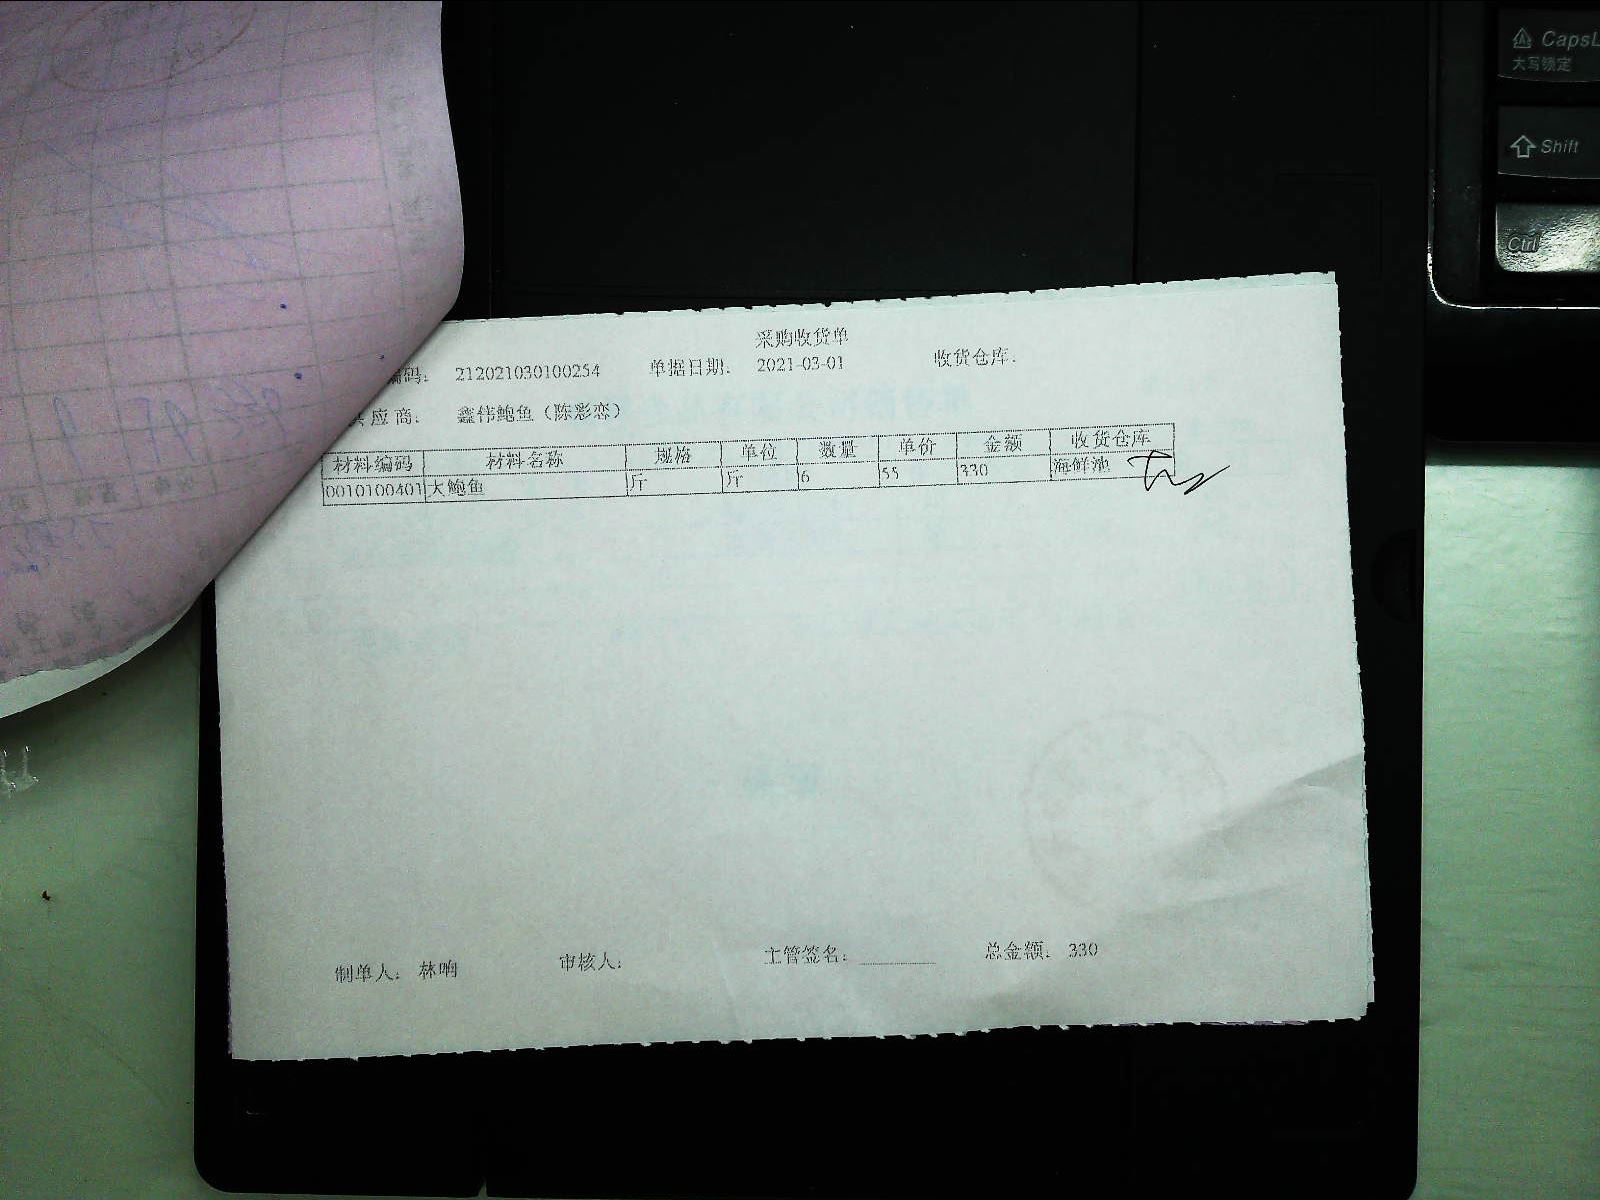 CapsL
大写锁定
Shift
Ctrl
采购收货单
编码： 212021030100254 单据日期： 2021-03-01 收货仓库：
供应商： 鑫伟鲍鱼（陈彩恋）
材料编码 材料名称 规格 单位 数量 单价 金额 收货仓库
0010100401 大鲍鱼 斤 斤 6 55 330 海鲜池
制单人： 林响 审核人： 主管签名： 总金额： 330